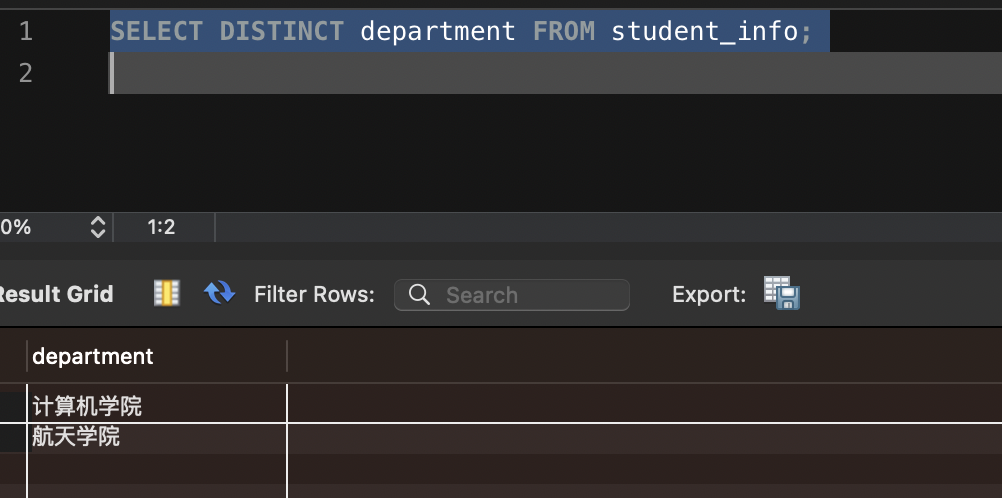 1 SELECT DISTINCT department FROM student_info;
2
0% 1:2
Result Grid Filter Rows: Search Export:
department
计算机学院
航天学院